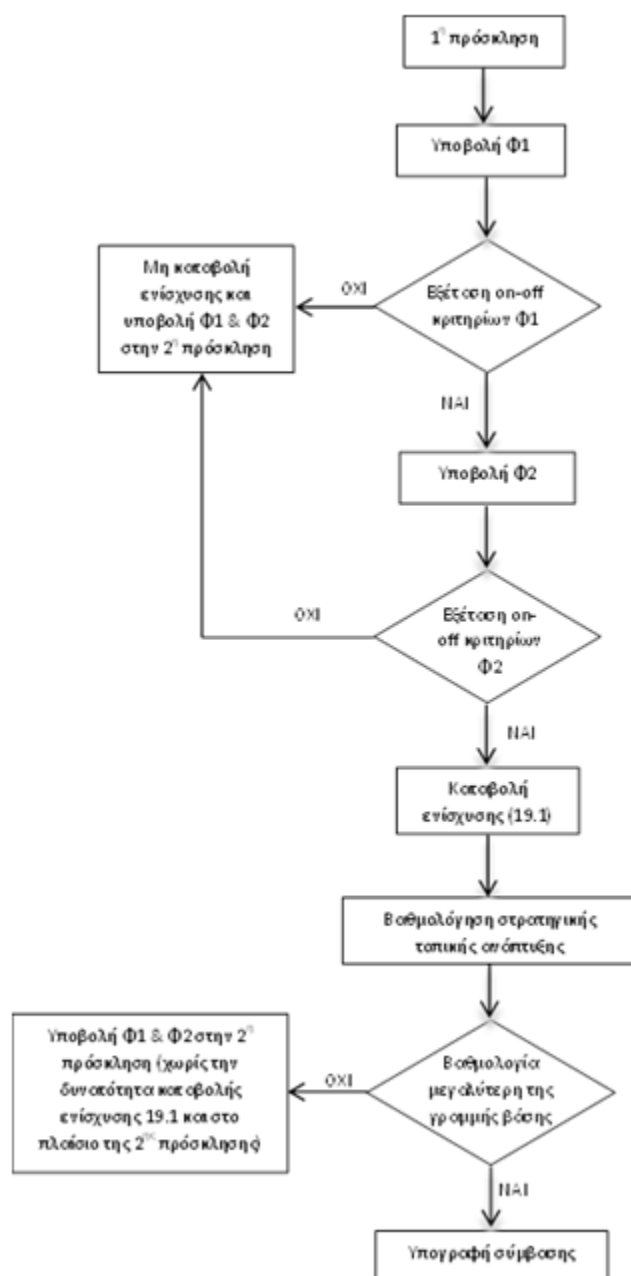 1η πρόσκληση
Υποβολή Φ1
Εξέταση on-off
κριτηρίων Φ1
ΟΧΙ
Μη καταβολή
ενίσχυσης και
υποβολή Φ1 & Φ2
στην 2η πρόσκληση
ΝΑΙ
Υποβολή Φ2
Εξέταση on-
off κριτηρίων
Φ2
ΟΧΙ
ΝΑΙ
Καταβολή
ενίσχυσης (19.1)
Βαθμολόγηση στρατηγικής
τοπικής ανάπτυξης
Βαθμολογία
μεγαλύτερη της
γραμμής βάσης
ΟΧΙ
Υποβολή Φ1 & Φ2 στην 2η
πρόσκληση (χωρίς την
δυνατότητα καταβολής
ενίσχυσης 19.1 και στο
πλαίσιο της 2ης πρόσκλησης)
ΝΑΙ
Υπογραφή σύμβασης